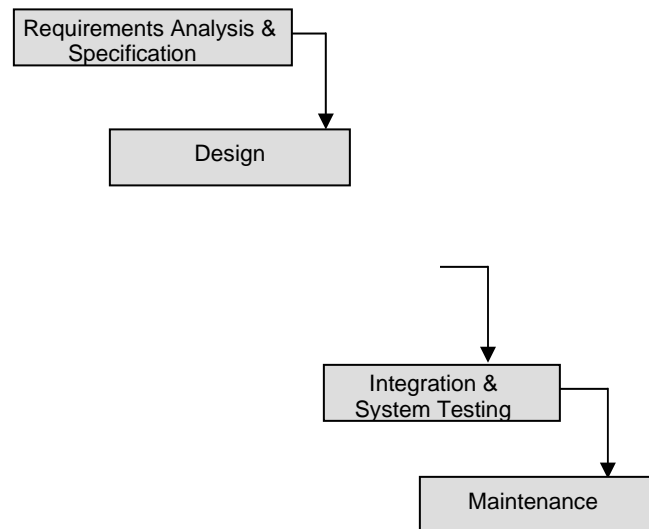 Requirements Analysis &
Specification
Design
Integration &
System Testing
Maintenance